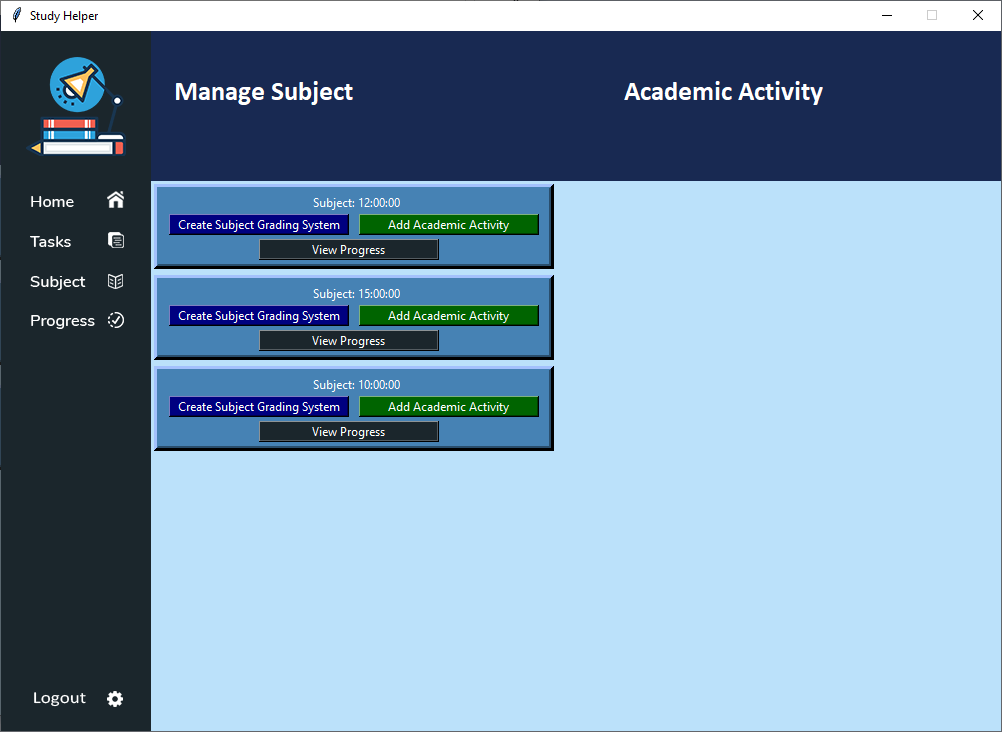 Study Helper
Manage Subject
Academic Activity
Home
Tasks
Subject
Progress
Logout
Subject: 12:00:00
Create Subject Grading System
Add Academic Activity
View Progress
Subject: 15:00:00
Create Subject Grading System
Add Academic Activity
View Progress
Subject: 10:00:00
Create Subject Grading System
Add Academic Activity
View Progress